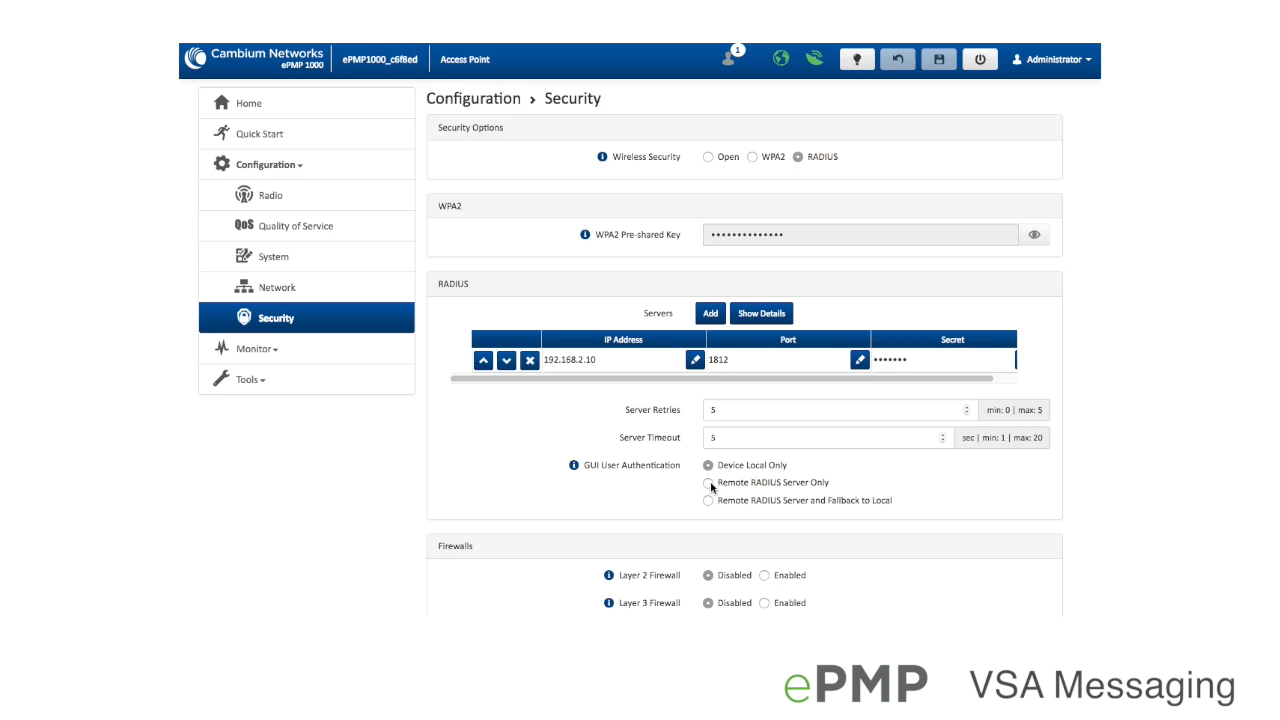 Cambium Networks
ePMP 1000
ePMP1000_c6f8ed
Access Point
1
Administrator
Home
Quick Start
Configuration
Radio
QoS Quality of Service
System
Network
Security
Monitor
Tools
Configuration › Security
Security Options
Wireless Security Open WPA2 RADIUS
WPA2
WPA2 Pre-shared Key ••••••••••••••
RADIUS
Servers Add Show Details
IP Address Port Secret
192.168.2.10 1812 •••••••
Server Retries 5 min: 0 | max: 5
Server Timeout 5 sec | min: 1 | max: 20
GUI User Authentication Device Local Only
Remote RADIUS Server Only
Remote RADIUS Server and Fallback to Local
Firewalls
Layer 2 Firewall Disabled Enabled
Layer 3 Firewall Disabled Enabled
ePMP VSA Messaging